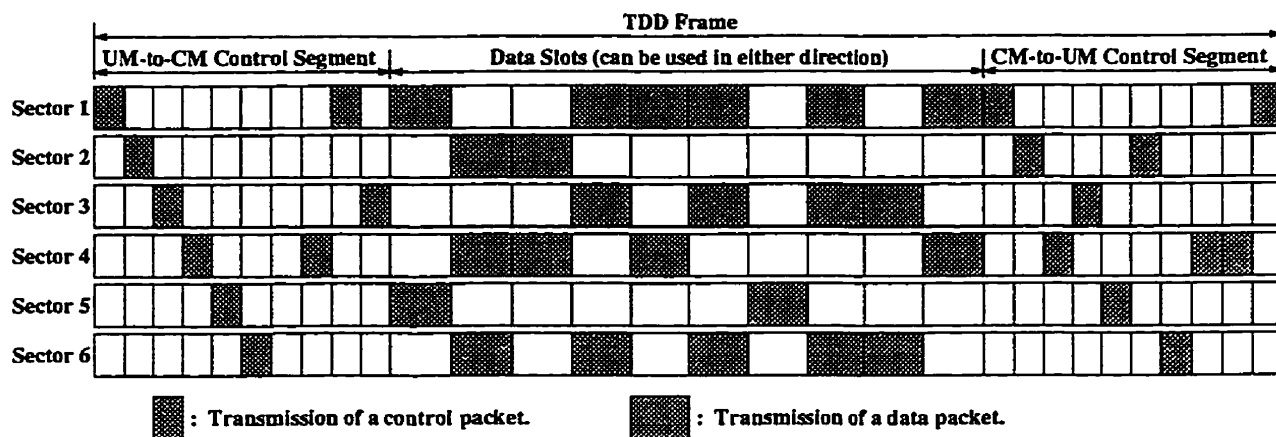 TDD Frame
UM-to-CM Control Segment
Data Slots (can be used in either direction)
CM-to-UM Control Segment
Sector 1
Sector 2
Sector 3
Sector 4
Sector 5
Sector 6
: Transmission of a control packet.
: Transmission of a data packet.